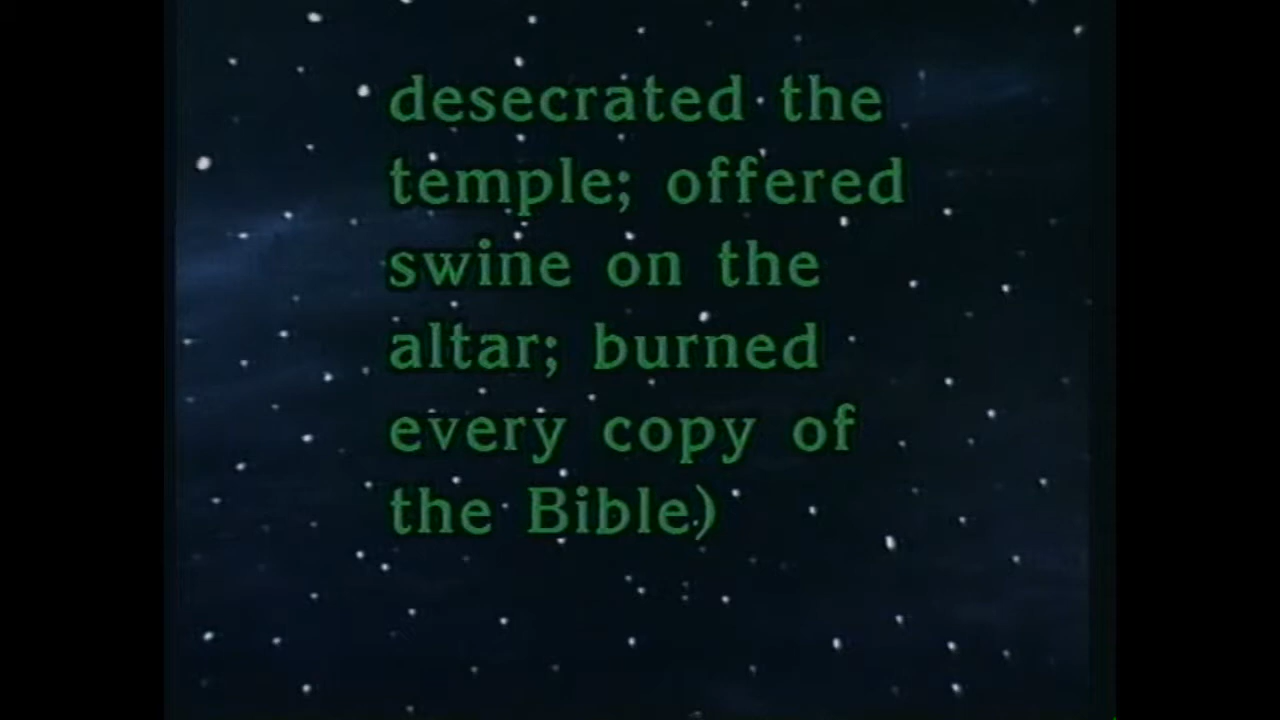 desecrated the
temple; offered
swine on the
altar; burned
every copy of
the Bible)